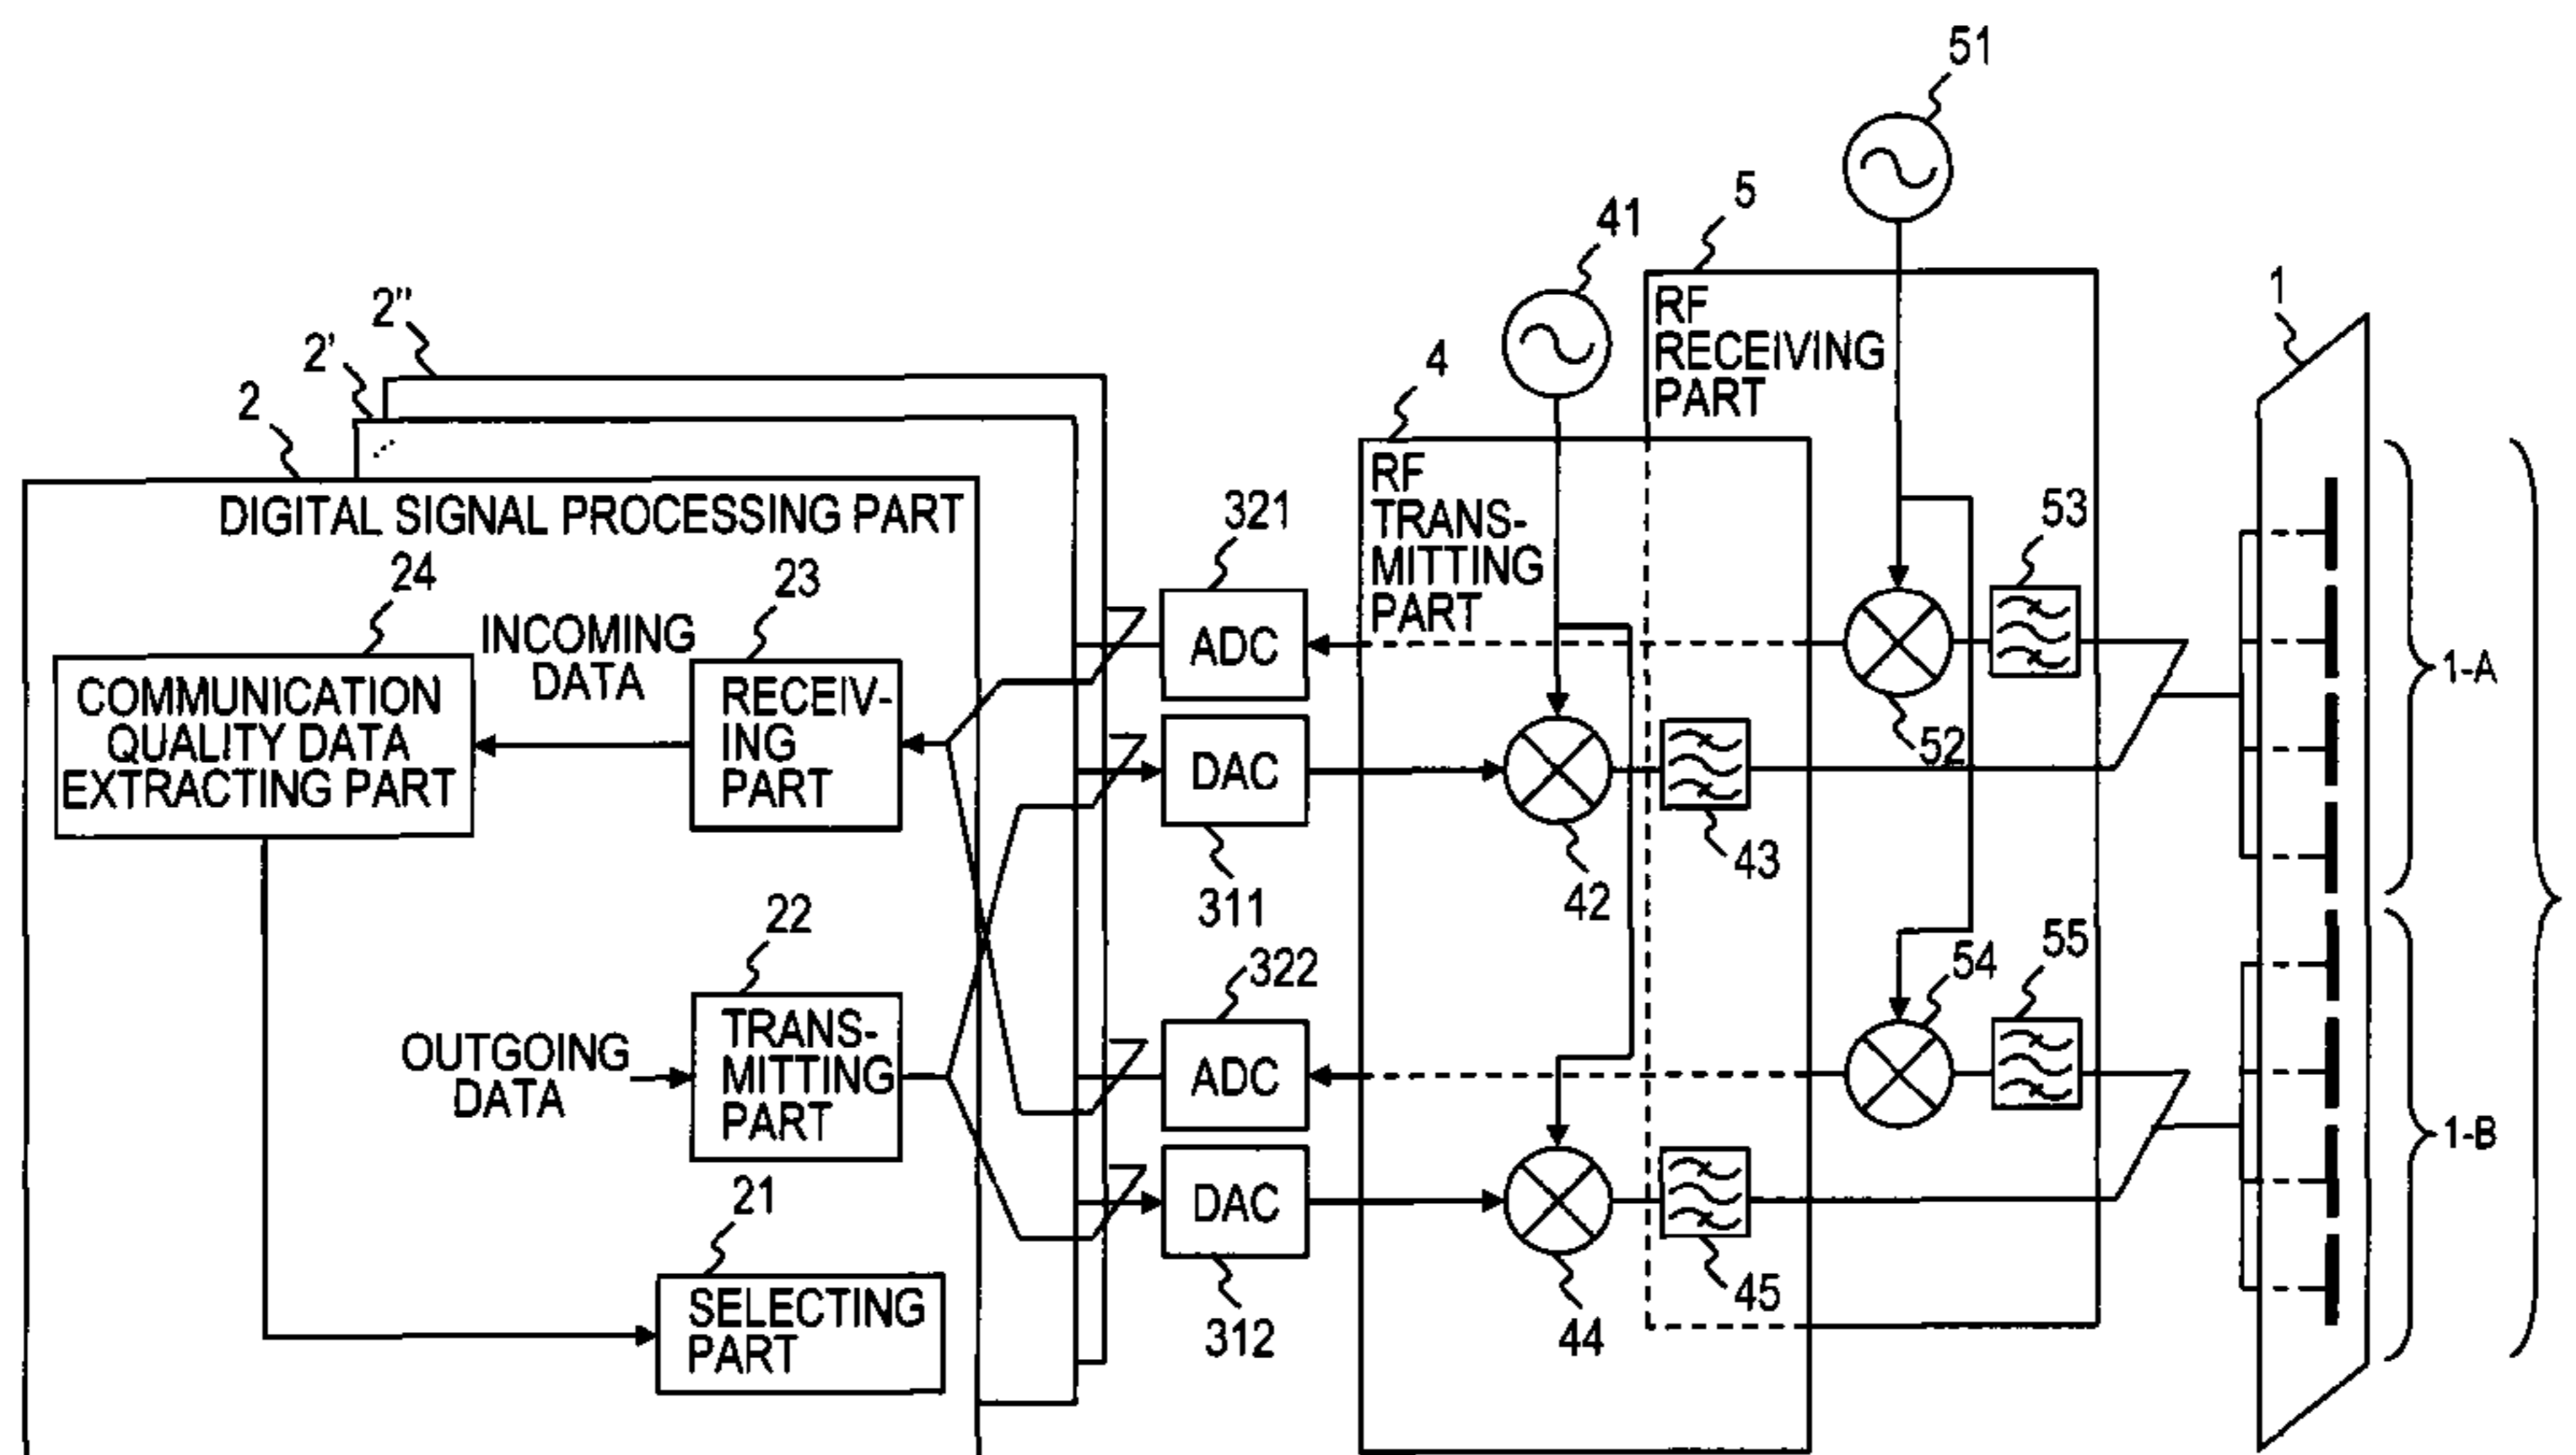 51
5
41
2"
2'
2
4
1
RF
RECEIVING
PART
RF
TRANS-
MITTING
PART
DIGITAL SIGNAL PROCESSING PART
321
53
24
23
INCOMING
DATA
ADC
1-A
COMMUNICATION
QUALITY DATA
EXTRACTING PART
RECEIV-
ING
PART
52
DAC
43
42
311
22
322
54
55
OUTGOING
DATA
TRANS-
MITTING
PART
ADC
1-B
21
DAC
45
44
312
SELECTING
PART